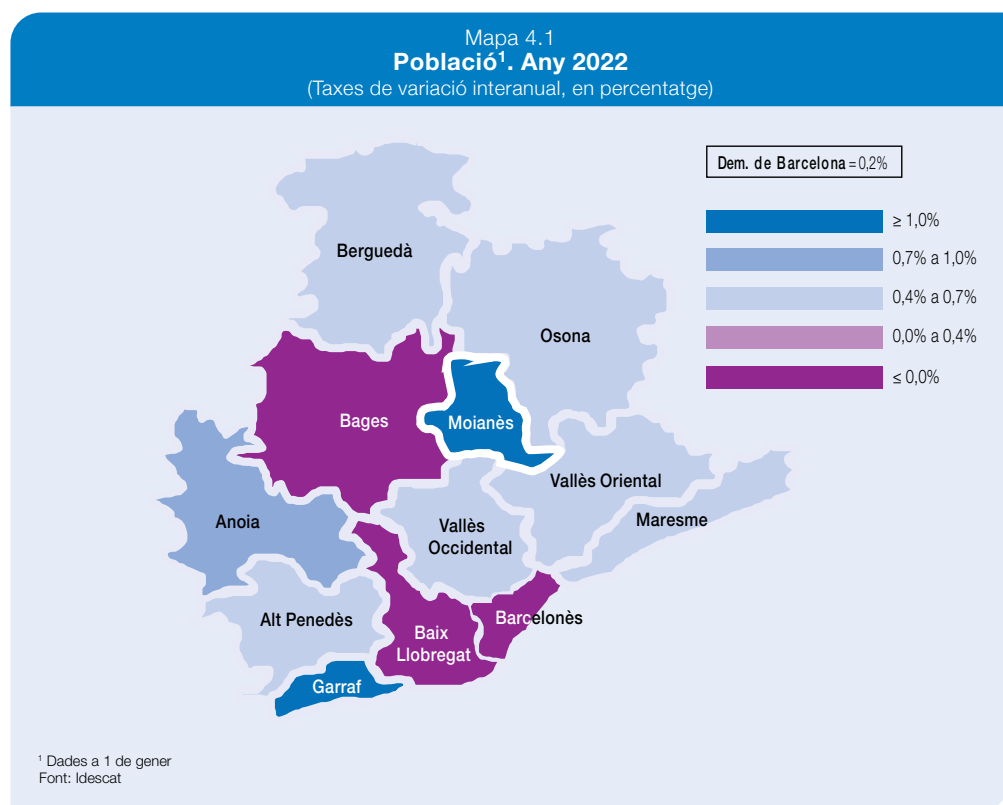 Mapa 4.1
Població¹. Any 2022
(Taxes de variació interanual, en percentatge)
Dem. de Barcelona = 0,2%
≥ 1,0%
0,7% a 1,0%
0,4% a 0,7%
0,0% a 0,4%
≤ 0,0%
Berguedà
Osona
Bages
Moianès
Vallès Oriental
Maresme
Anoia
Vallès
Occidental
Alt Penedès
Barcelonès
Baix
Llobregat
Garraf
¹ Dades a 1 de gener
Font: Idescat